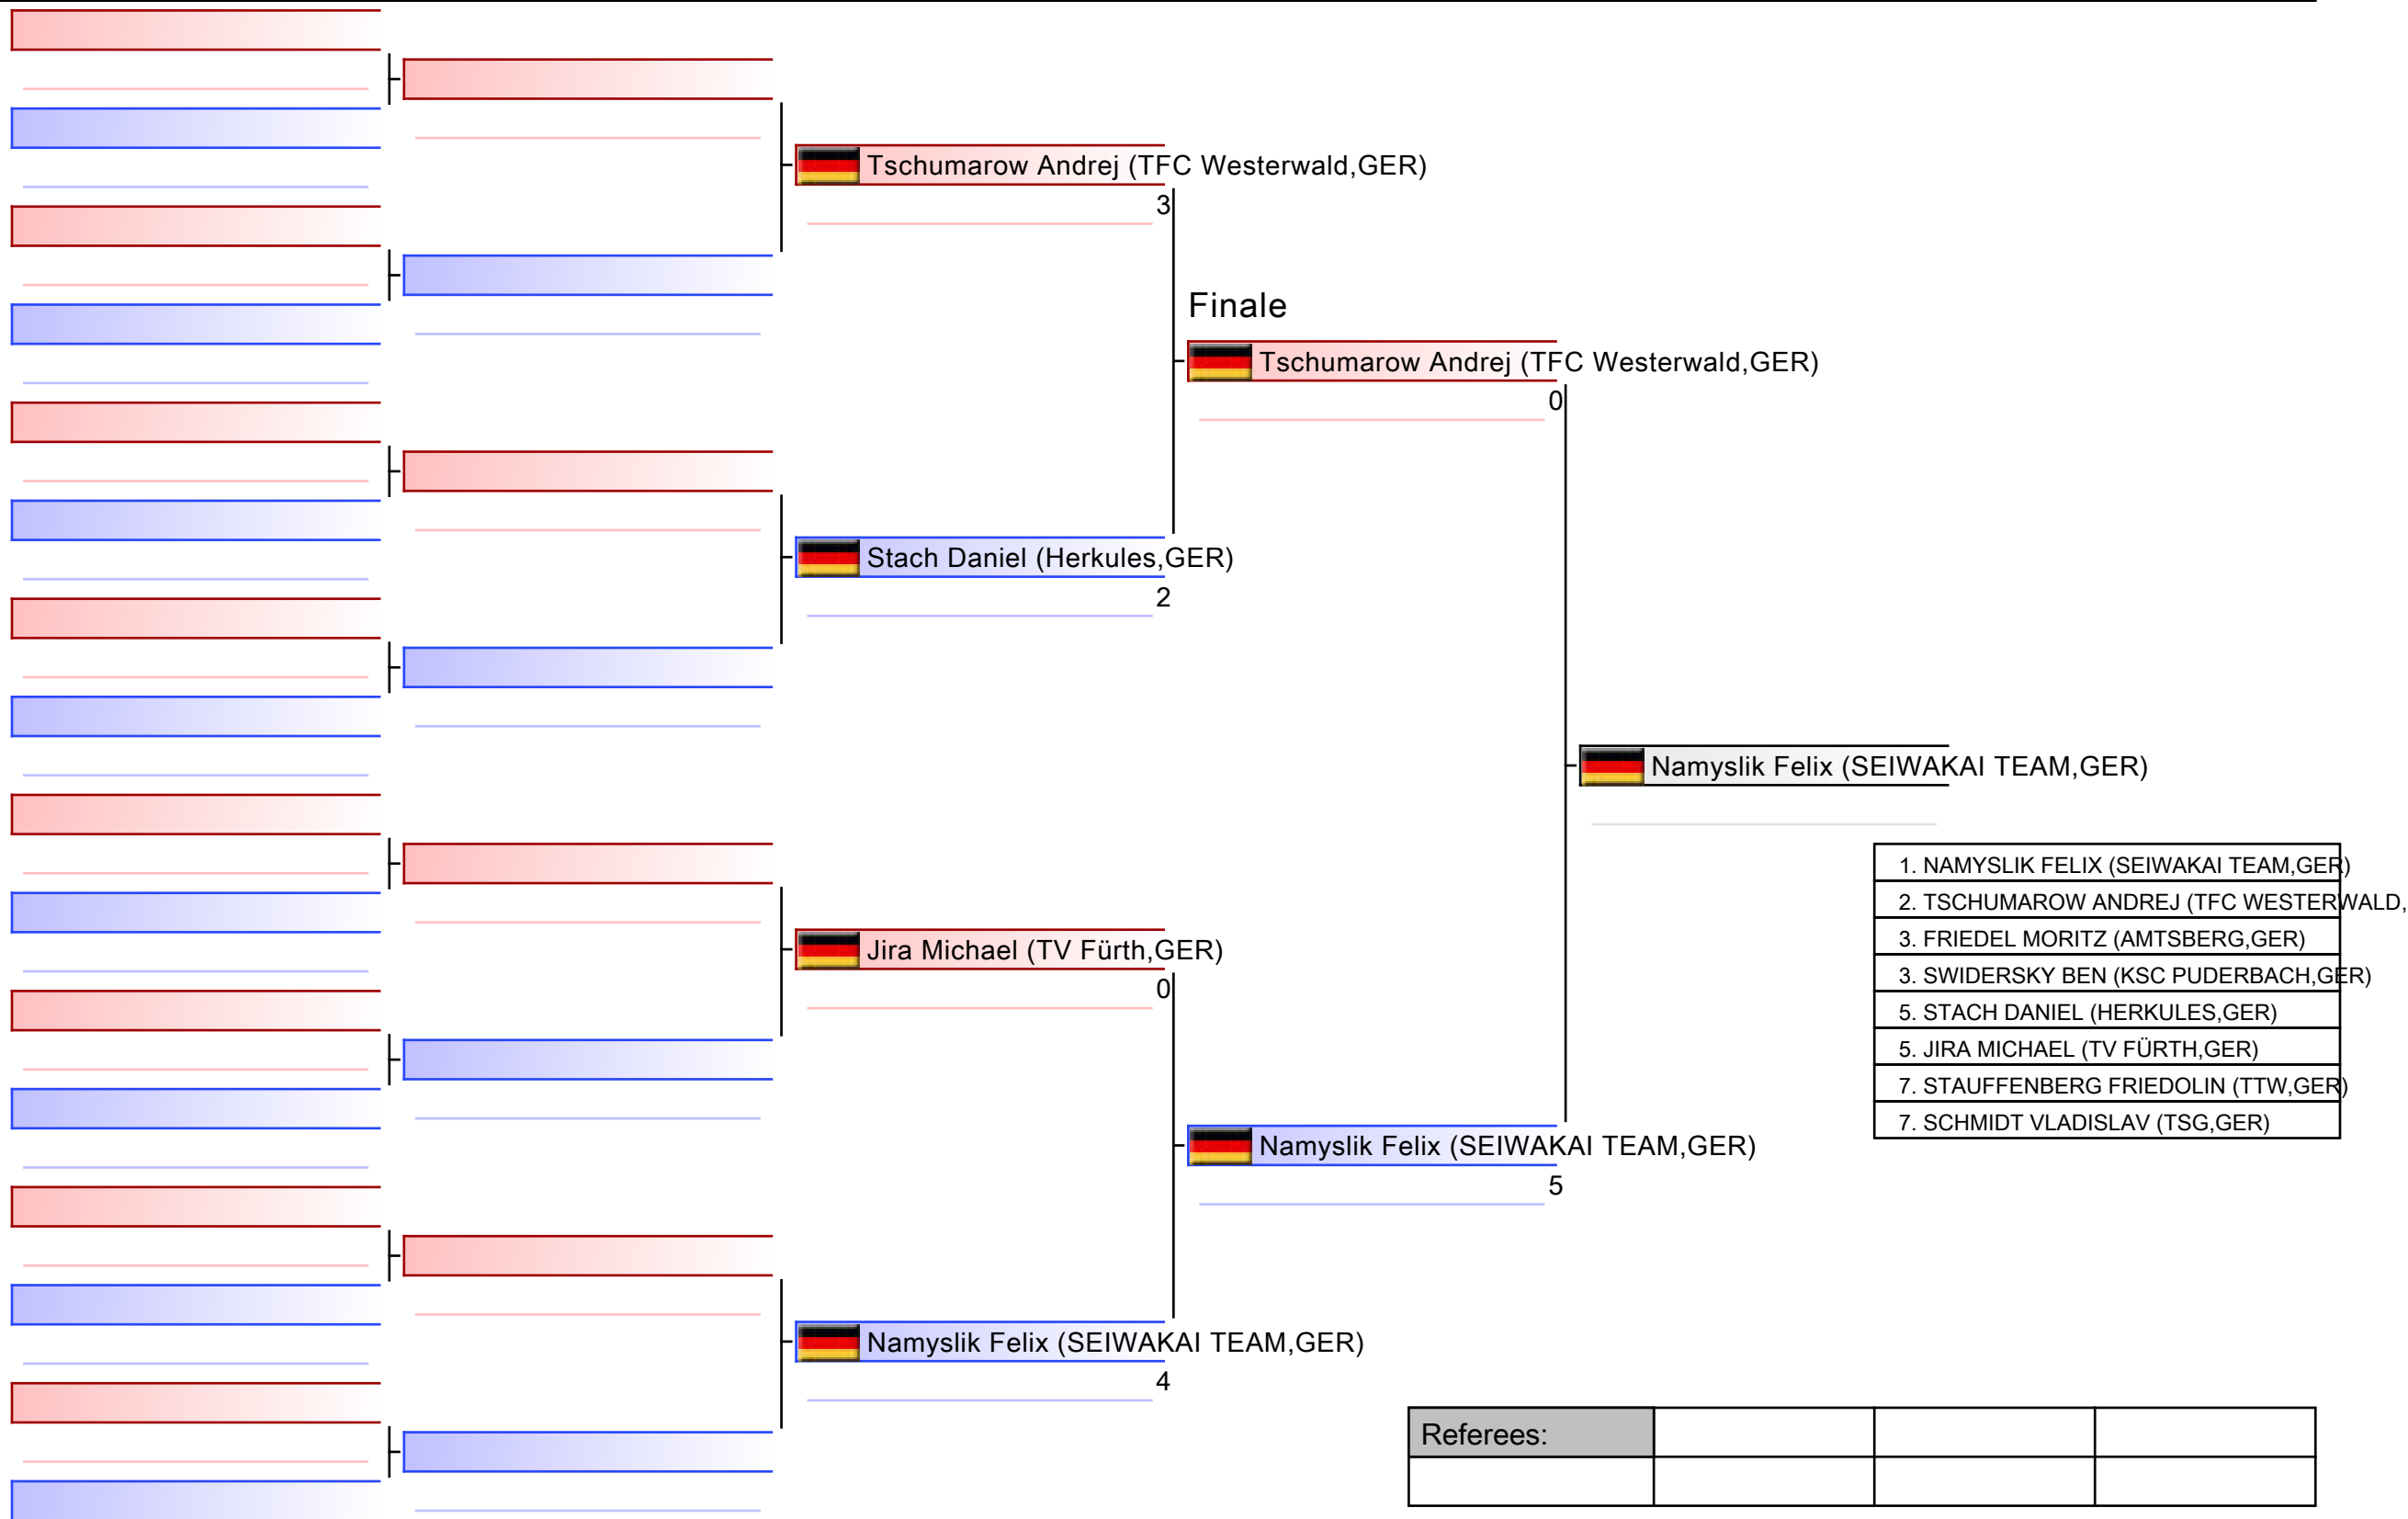 Tschumarow Andrej (TFC Westerwald,GER)
3
Finale
Tschumarow Andrej (TFC Westerwald,GER)
0
Stach Daniel (Herkules,GER)
2
Namyslik Felix (SEIWAKAI TEAM,GER)
1. NAMYSLIK FELIX (SEIWAKAI TEAM,GER)
2. TSCHUMAROW ANDREJ (TFC WESTERWALD,
3. FRIEDEL MORITZ (AMTSBERG,GER)
3. SWIDERSKY BEN (KSC PUDERBACH,GER)
5. STACH DANIEL (HERKULES,GER)
5. JIRA MICHAEL (TV FÜRTH,GER)
7. STAUFFENBERG FRIEDOLIN (TTW,GER)
7. SCHMIDT VLADISLAV (TSG,GER)
Jira Michael (TV Fürth,GER)
0
Namyslik Felix (SEIWAKAI TEAM,GER)
5
Namyslik Felix (SEIWAKAI TEAM,GER)
4
Referees: